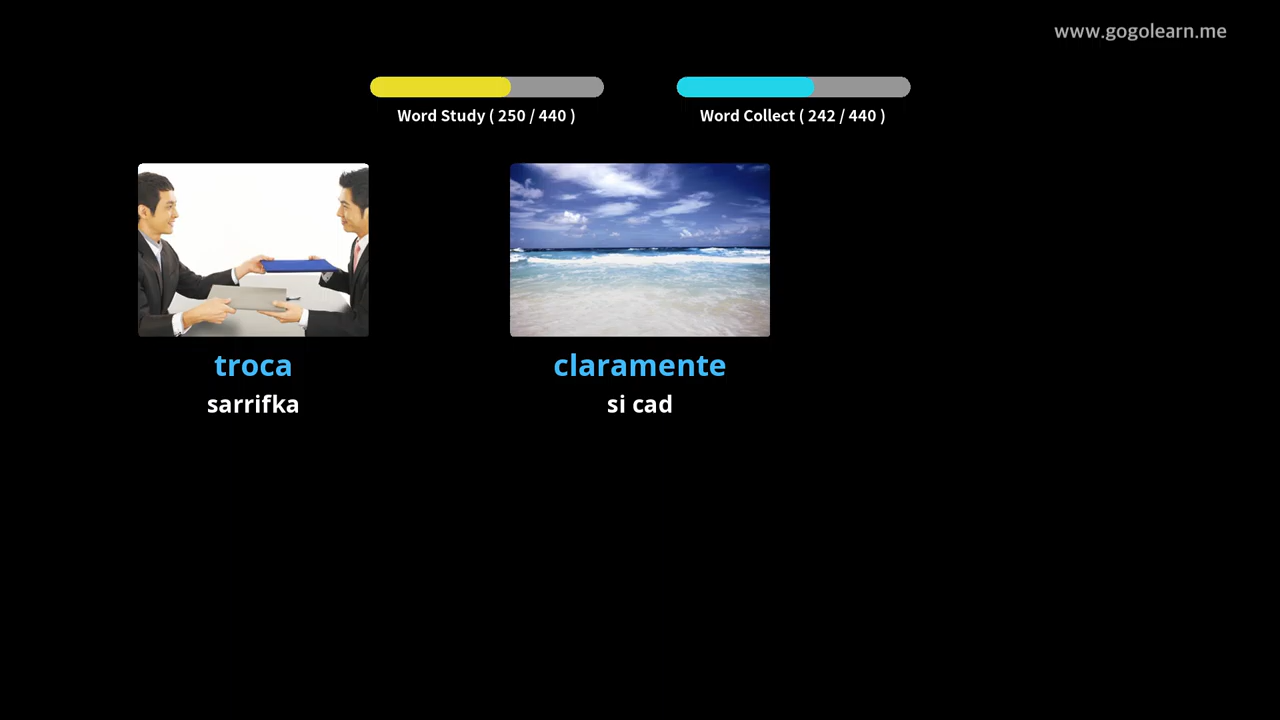 www.gogolearn.me
Word Study ( 250 / 440 )
Word Collect ( 242 / 440 )
troca
sarrifka
claramente
si cad